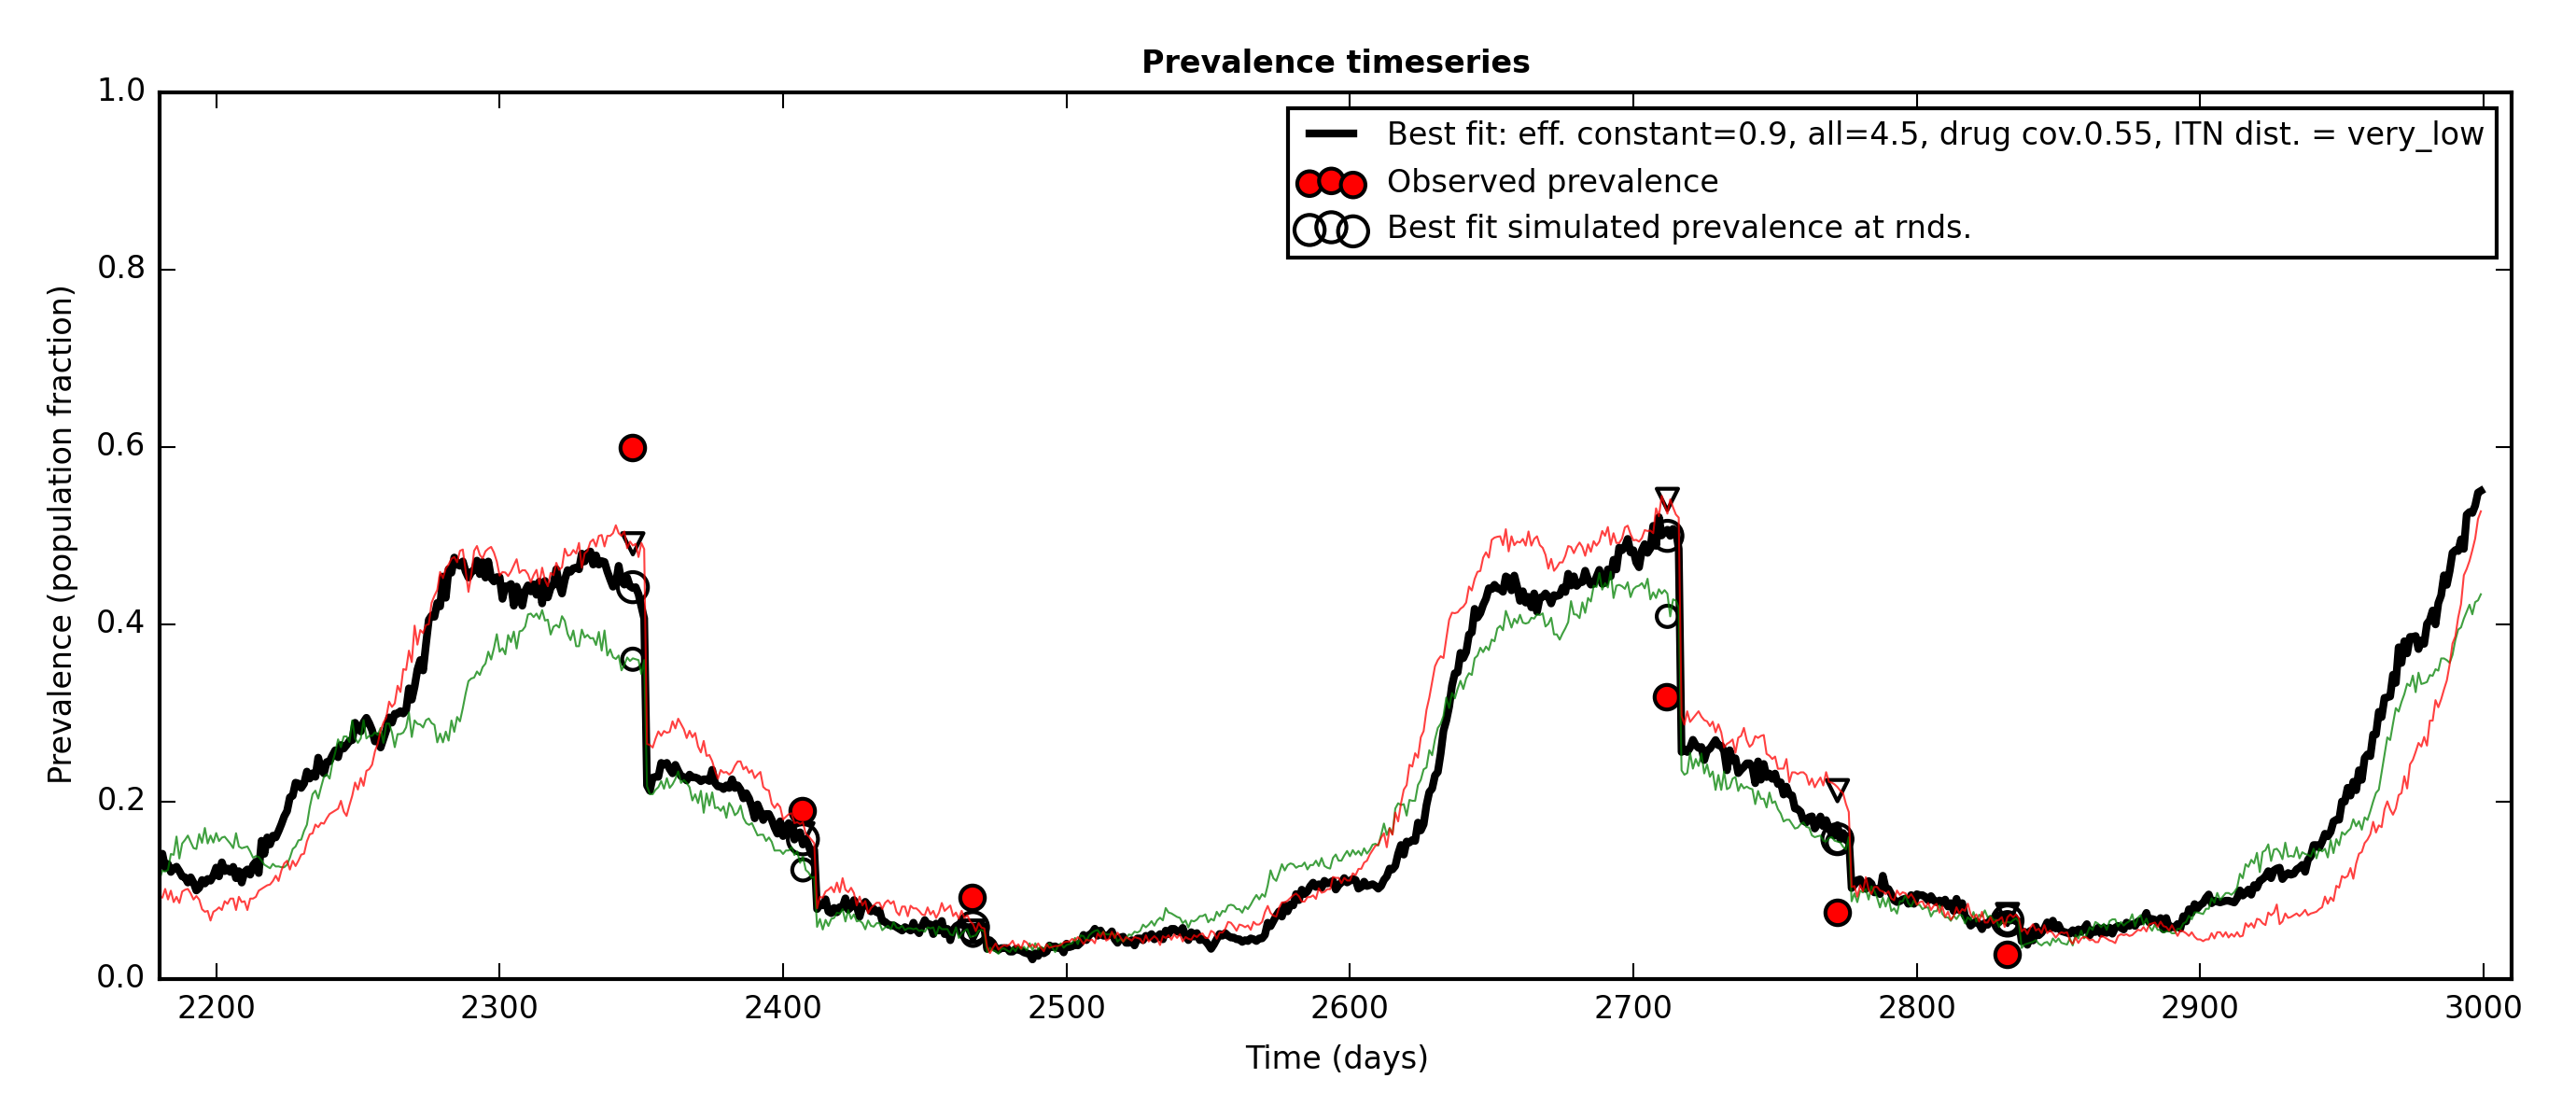 Prevalence timeseries
1.0
0.8
0.6
0.4
0.2
0.0
Prevalence (population fraction)
Best fit: eff. constant=0.9, all=4.5, drug cov.0.55, ITN dist. = very_low
Observed prevalence
Best fit simulated prevalence at rnds.
2200 2300 2400 2500 2600 2700 2800 2900 3000
Time (days)